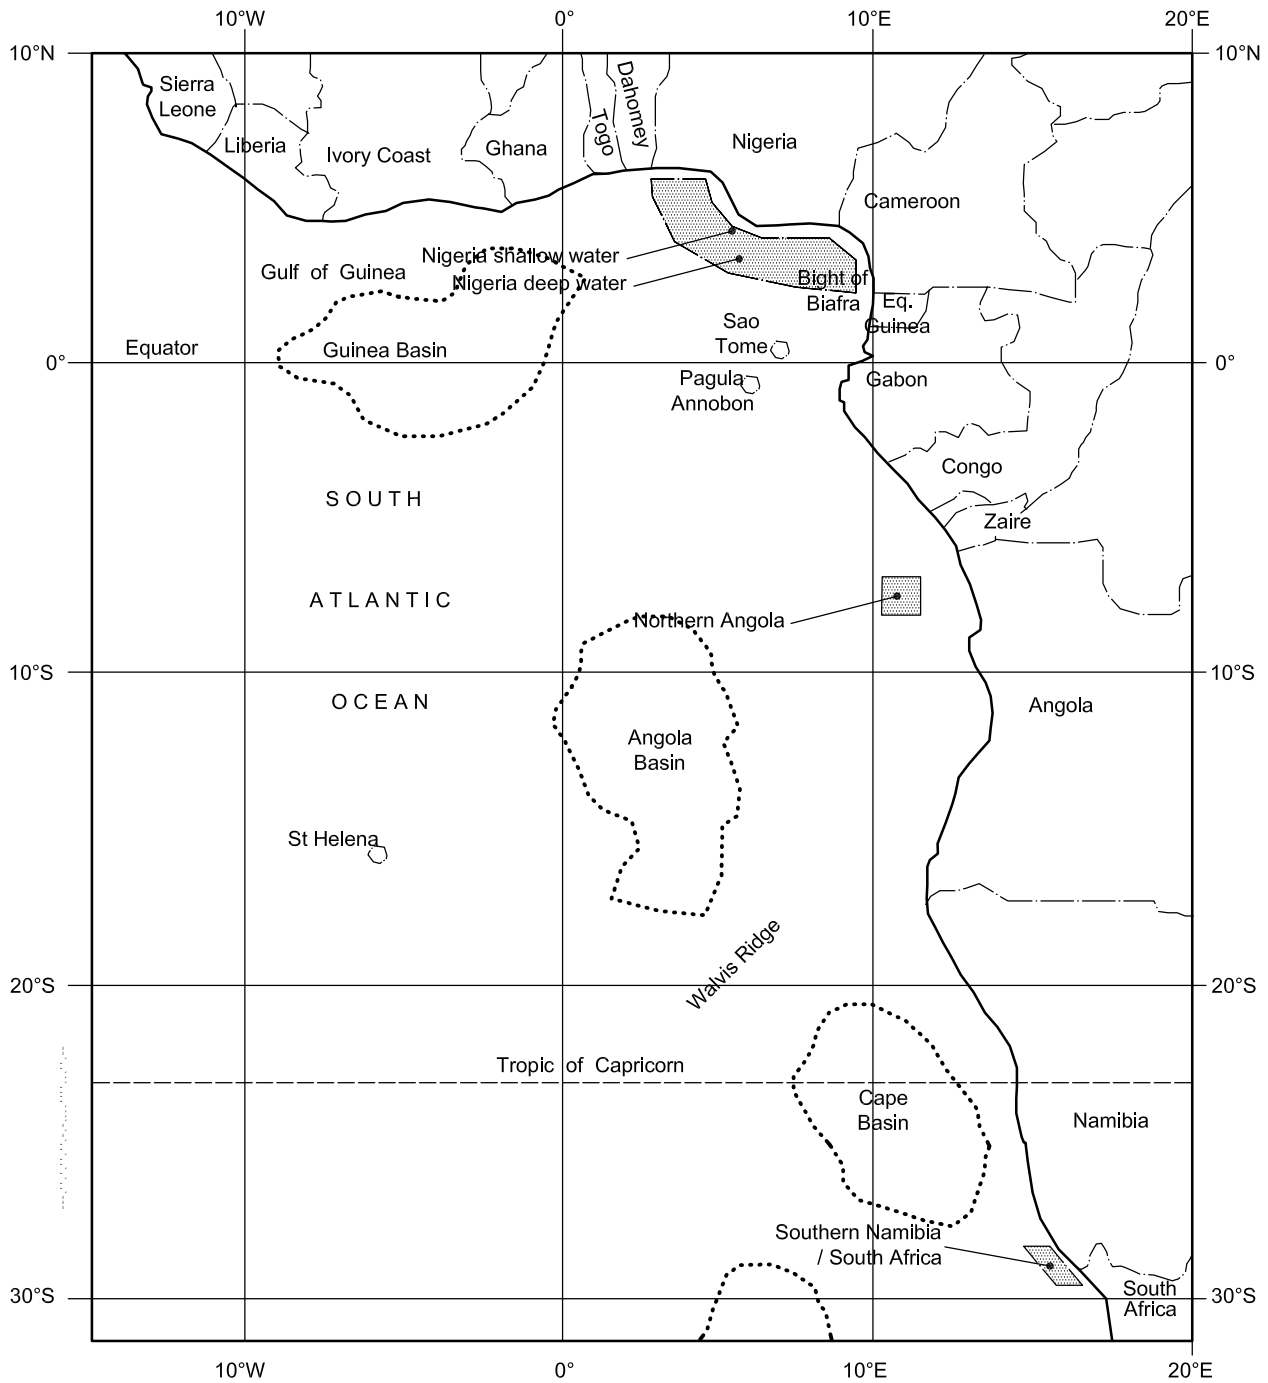 10°W 0° 10°E 20°E
10°N 10°N
Sierra
Leone
Liberia
Ivory Coast
Ghana
Togo
Dahomey
Nigeria
Cameroon
Nigeria shallow water
Gulf of Guinea
Nigeria deep water
Bight of
Biafra
Eq.
Guinea
Sao
Tome
Equator
Guinea Basin
0° 0°
Pagula
Annobon
Gabon
Congo
SOUTH
Zaire
ATLANTIC
Northern Angola
10°S 10°S
OCEAN
Angola
Angola
Basin
St Helena
Walvis Ridge
20°S 20°S
Tropic of Capricorn
Cape
Basin
Namibia
Southern Namibia
/ South Africa
South
Africa
30°S 30°S
10°W 0° 10°E 20°E